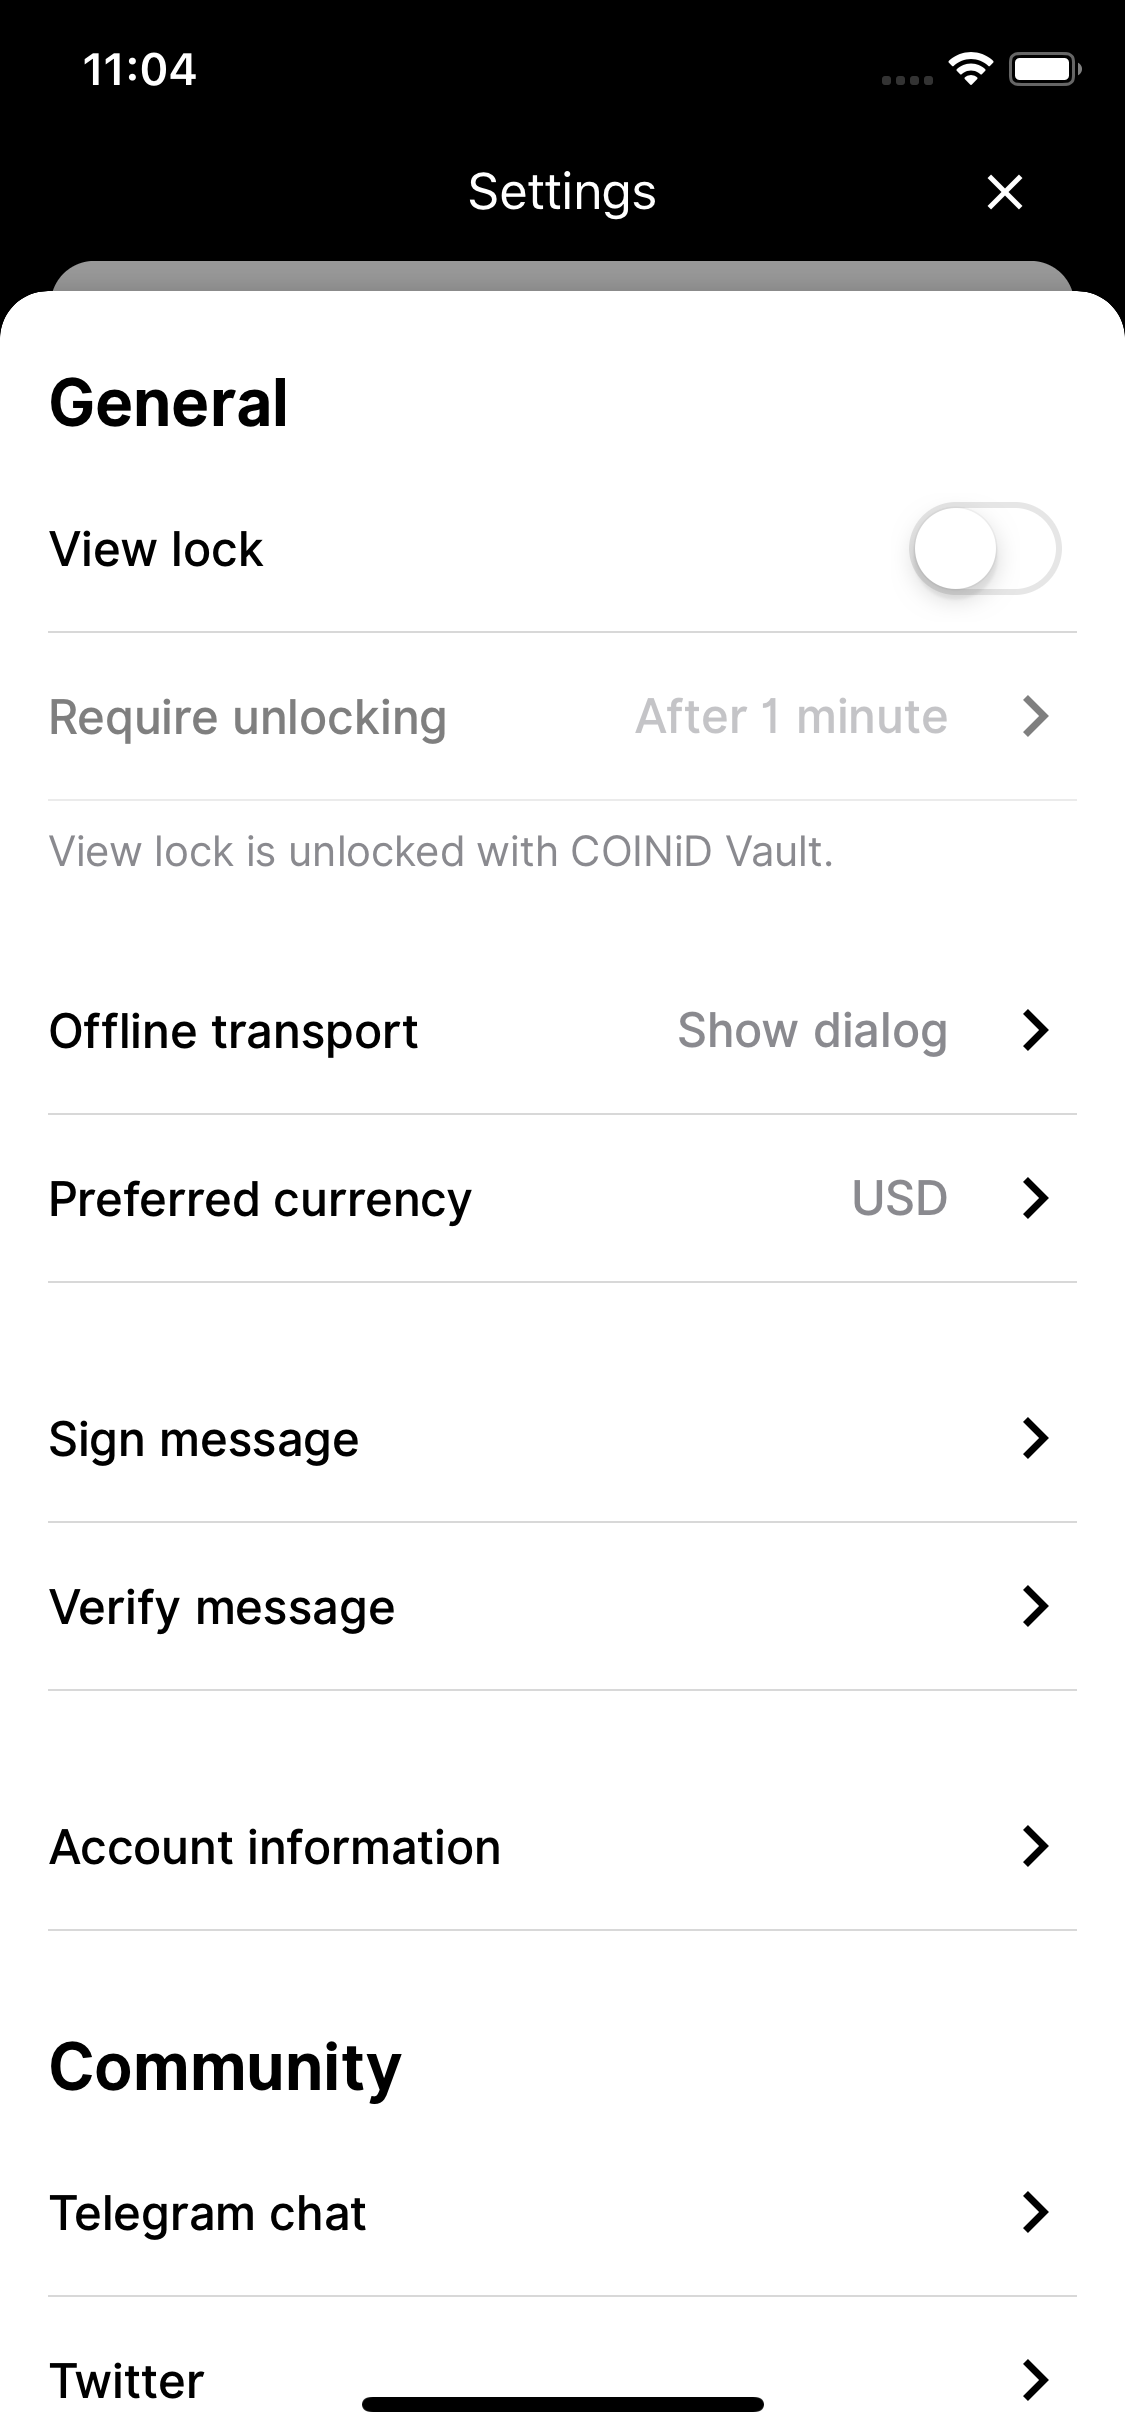 11:04
Settings
General
View lock
Require unlocking After 1 minute
View lock is unlocked with COINiD Vault.
Offline transport Show dialog
Preferred currency USD
Sign message
Verify message
Account information
Community
Telegram chat
Twitter